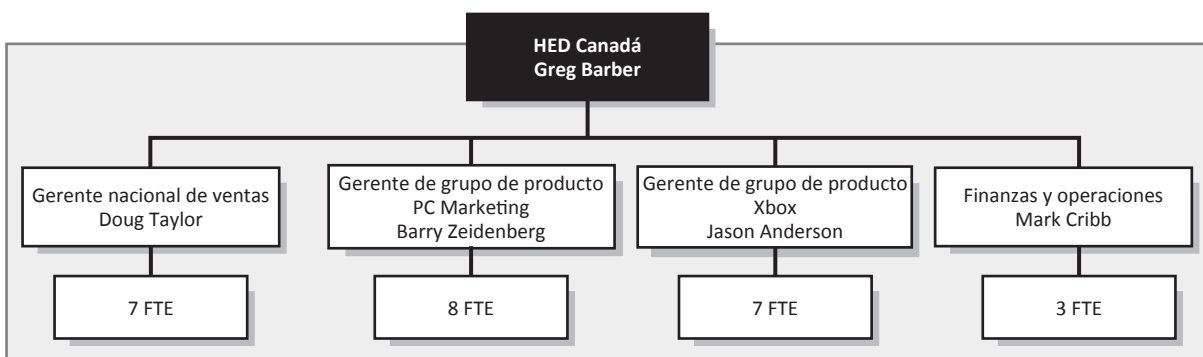 HED Canadá
Greg Barber
Gerente nacional de ventas
Doug Taylor
Gerente de grupo de producto
PC Marketing
Barry Zeidenberg
Gerente de grupo de producto
Xbox
Jason Anderson
Finanzas y operaciones
Mark Cribb
7 FTE
8 FTE
7 FTE
3 FTE